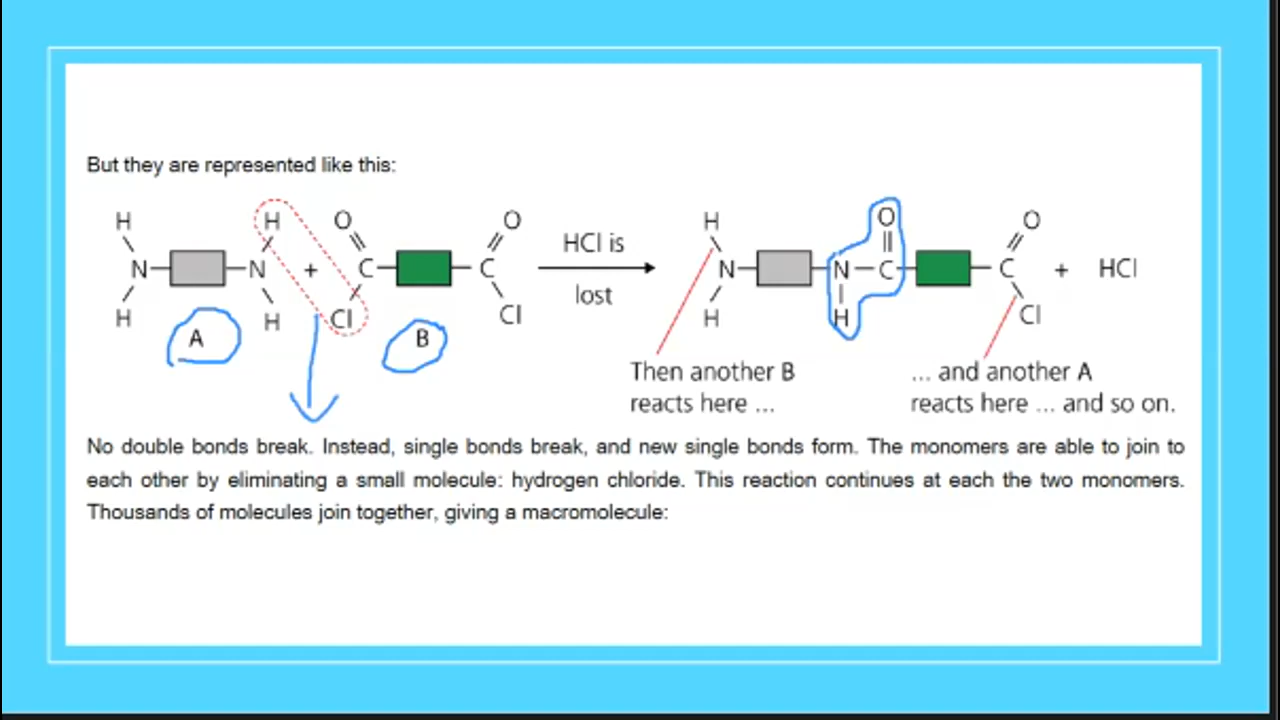 But they are represented like this:
H H O O H O O
N N + C C HCl is N N C C + HCl
H H Cl Cl lost H H Cl
A B
Then another B ... and another A
reacts here ... reacts here ... and so on.
No double bonds break. Instead, single bonds break, and new single bonds form. The monomers are able to join to
each other by eliminating a small molecule: hydrogen chloride. This reaction continues at each the two monomers.
Thousands of molecules join together, giving a macromolecule: